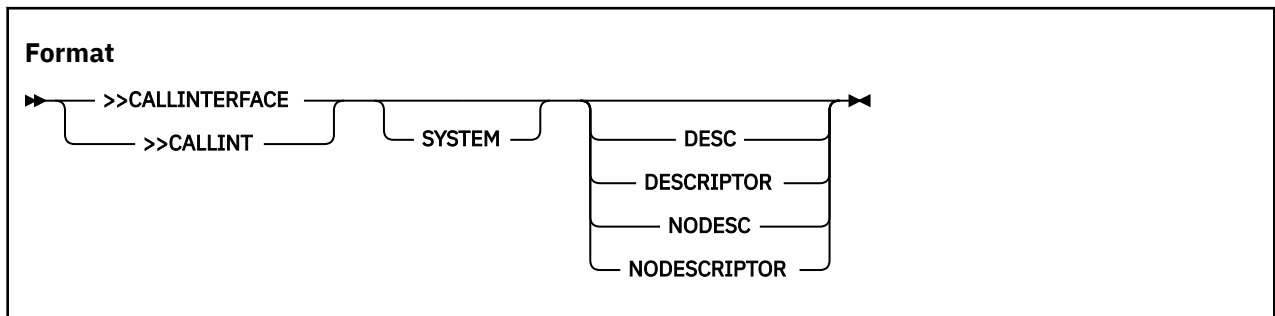 Format
>>CALLINTERFACE
>>CALLINT
SYSTEM
DESC
DESCRIPTOR
NODESC
NODESCRIPTOR